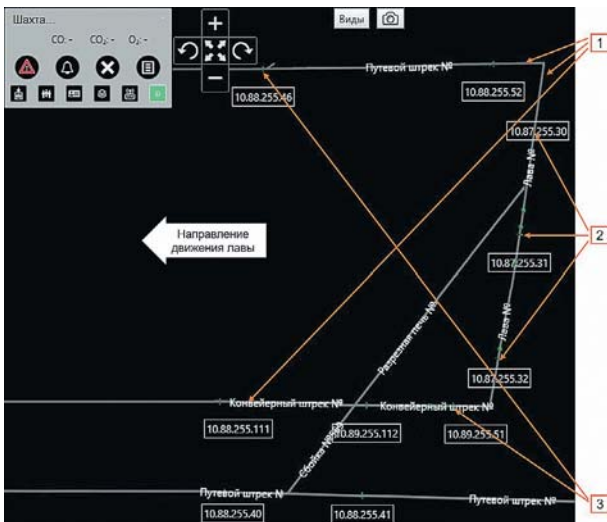 Шахта...
CO: - CO₂: - O₂: -
Виды
1
Путевой штрек №
10.88.255.46
10.88.255.52
10.87.255.30
Лава №
2
Направление
движения лавы
10.87.255.31
Разрезная печь №
Лава №
10.87.255.32
Конвейерный штрек №
Конвейерный штрек №
10.88.255.111
10.89.255.112
10.89.255.51
Сбойка №
Путевой штрек №
Путевой штрек №
3
10.88.255.40
10.88.255.41